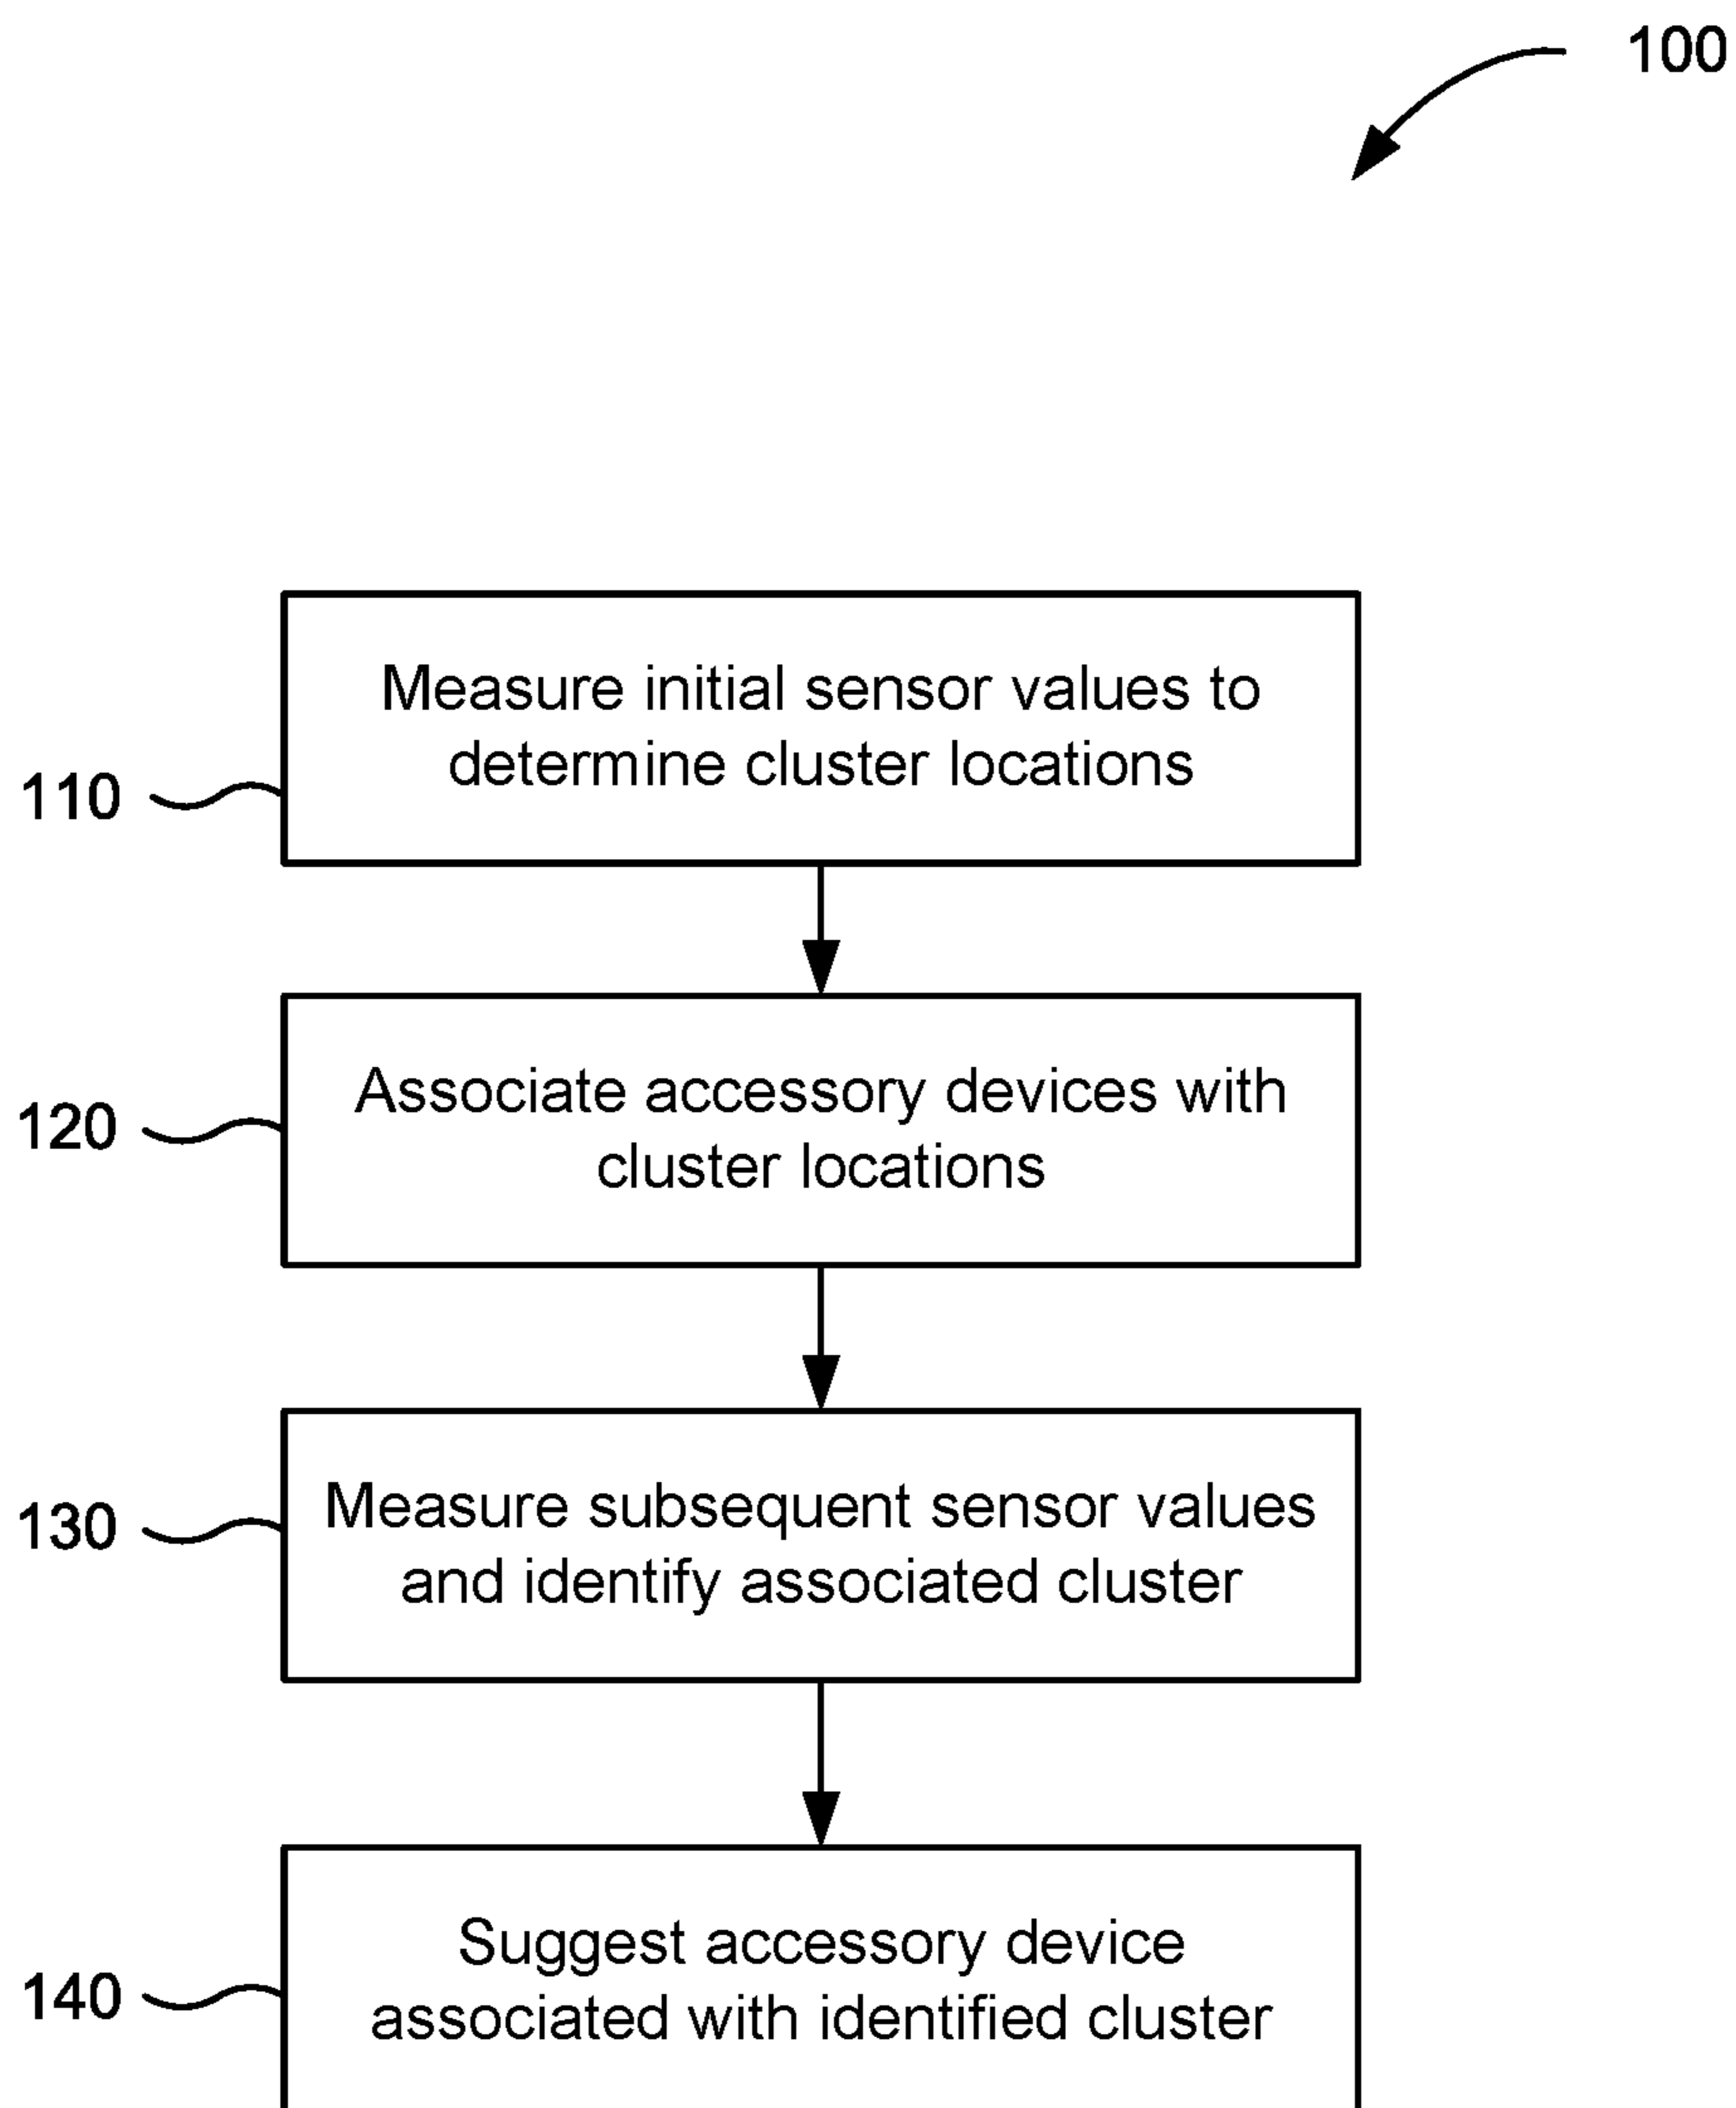 100
Measure initial sensor values to
determine cluster locations
110
Associate accessory devices with
cluster locations
120
Measure subsequent sensor values
and identify associated cluster
130
Suggest accessory device
associated with identified cluster
140